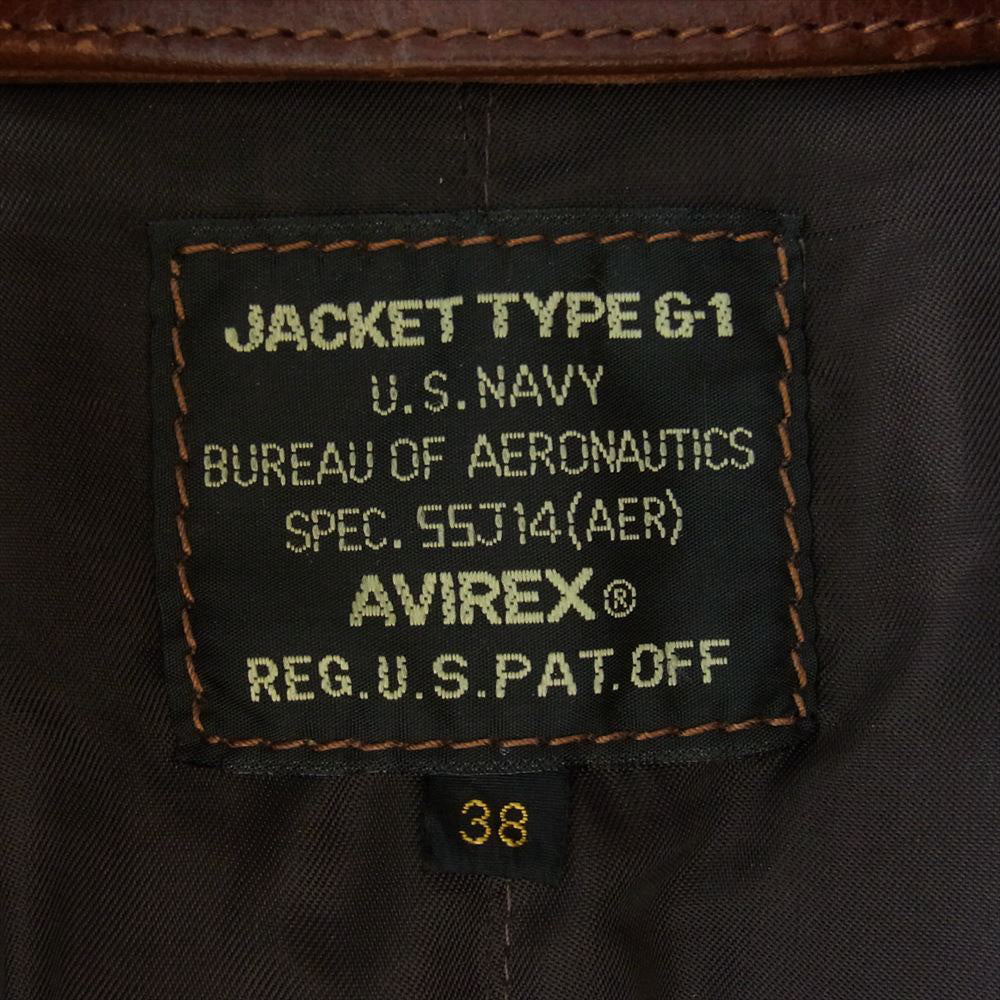 JACKET TYPE G-1
U.S. NAVY
BUREAU OF AERONAUTICS
SPEC. 55J14(AER)
AVIREX®
REG.U.S.PAT.OFF
38